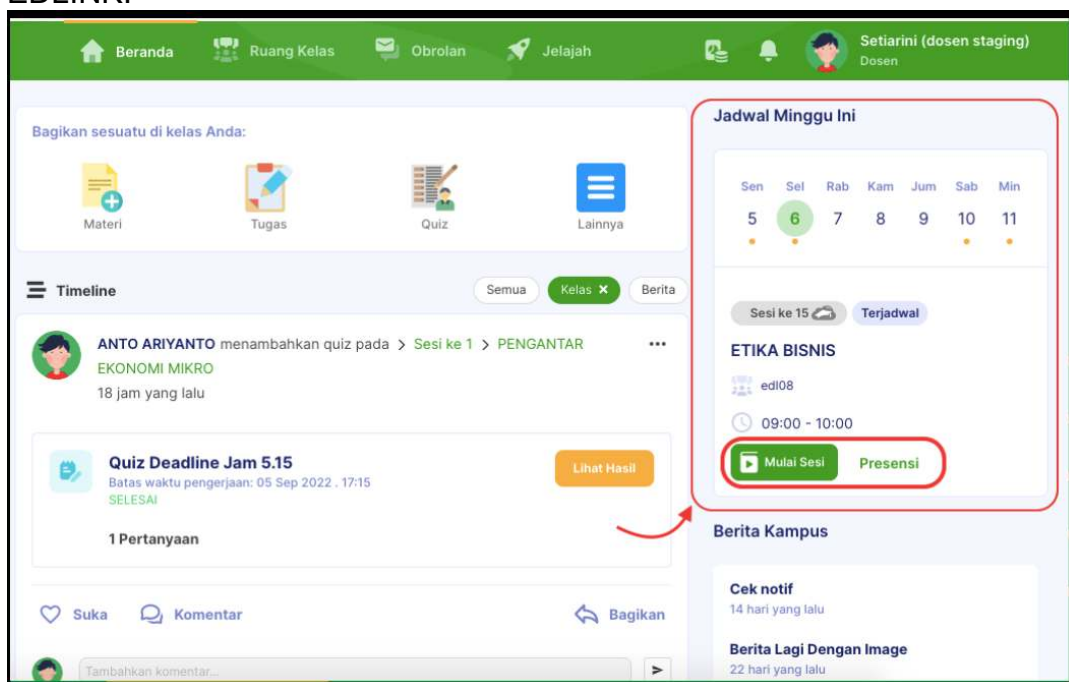 EDLINK.
Beranda
Ruang Kelas
Obrolan
Jelajah
Setiarini (dosen staging)
Dosen
Bagikan sesuatu di kelas Anda:
Materi
Tugas
Quiz
Lainnya
Timeline
Semua
Kelas ×
Berita
ANTO ARIYANTO menambahkan quiz pada > Sesi ke 1 > PENGANTAR
EKONOMI MIKRO
18 jam yang lalu
Quiz Deadline Jam 5.15
Batas waktu pengerjaan: 05 Sep 2022 . 17:15
SELESAI
Lihat Hasil
1 Pertanyaan
Suka
Komentar
Bagikan
Tambahkan komentar...
Jadwal Minggu Ini
Sen Sel Rab Kam Jum Sab Min
5 6 7 8 9 10 11
Sesi ke 15
Terjadwal
ETIKA BISNIS
edl08
09:00 - 10:00
Mulai Sesi
Presensi
Berita Kampus
Cek notif
14 hari yang lalu
Berita Lagi Dengan Image
22 hari yang lalu